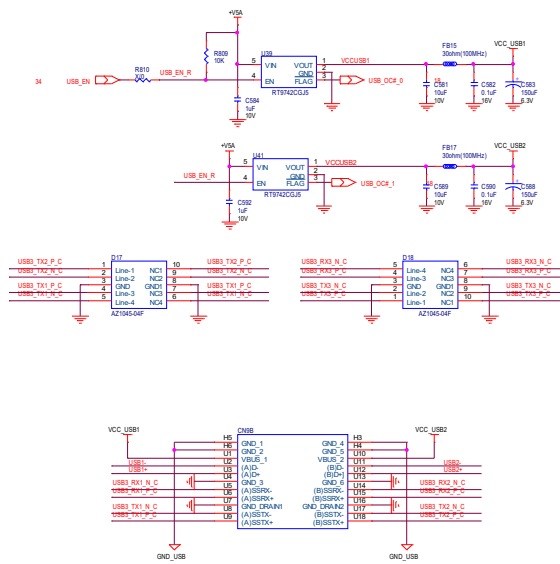 +V5A
VCC_USB1
R809
10K
U39
FB15
30ohm(100MHz)
R810
X/0
34
USB_EN
USB_EN_R
5
VIN
VOUT
1
VCCUSB1
GND
2
4
EN
FLAG
3
USB_OC#_0
RT9742CGJ5
C584
1uF
10V
18
C581
10uF
10V
C582
0.1uF
16V
C583
150uF
6.3V
+V5A
VCC_USB2
U41
FB17
30ohm(100MHz)
5
VIN
VOUT
1
VCCUSB2
GND
2
USB_EN_R
4
EN
FLAG
3
USB_OC#_1
RT9742CGJ5
C592
1uF
10V
18
C589
10uF
10V
C590
0.1uF
16V
C588
150uF
6.3V
D17
USB3_TX2_P_C 1 Line-1 NC1 10 USB3_TX2_P_C
USB3_TX2_N_C 2 Line-2 NC2 9 USB3_TX2_N_C
3 GND GND1 8
USB3_TX1_P_C 4 Line-3 NC3 7 USB3_TX1_P_C
USB3_TX1_N_C 5 Line-4 NC4 6 USB3_TX1_N_C
AZ1045-04F
D18
USB3_RX3_N_C 5 Line-4 NC4 6 USB3_RX3_N_C
USB3_RX3_P_C 4 Line-3 NC3 7 USB3_RX3_P_C
3 GND GND1 8
USB3_TX3_N_C 2 Line-2 NC2 9 USB3_TX3_N_C
USB3_TX3_P_C 1 Line-1 NC1 10 USB3_TX3_P_C
AZ1045-04F
CN9B
VCC_USB1
VCC_USB2
H5 GND_1 GND_4 H3
H6 GND_2 GND_5 H4
U1 VBUS_1 VBUS_2 U10
USB1- U2 (A)D- (B)D- U11 USB2-
USB1+ U3 (A)D+ (B)D+ U12 USB2+
U4 GND_3 GND_6 U13
USB3_RX1_N_C U5 (A)SSRX- (B)SSRX- U14 USB3_RX2_N_C
USB3_RX1_P_C U6 (A)SSRX+ (B)SSRX+ U15 USB3_RX2_P_C
U7 GND_DRAIN1 GND_DRAIN2 U16
USB3_TX1_N_C U8 (A)SSTX- (B)SSTX- U17 USB3_TX2_N_C
USB3_TX1_P_C U9 (A)SSTX+ (B)SSTX+ U18 USB3_TX2_P_C
GND_USB
GND_USB